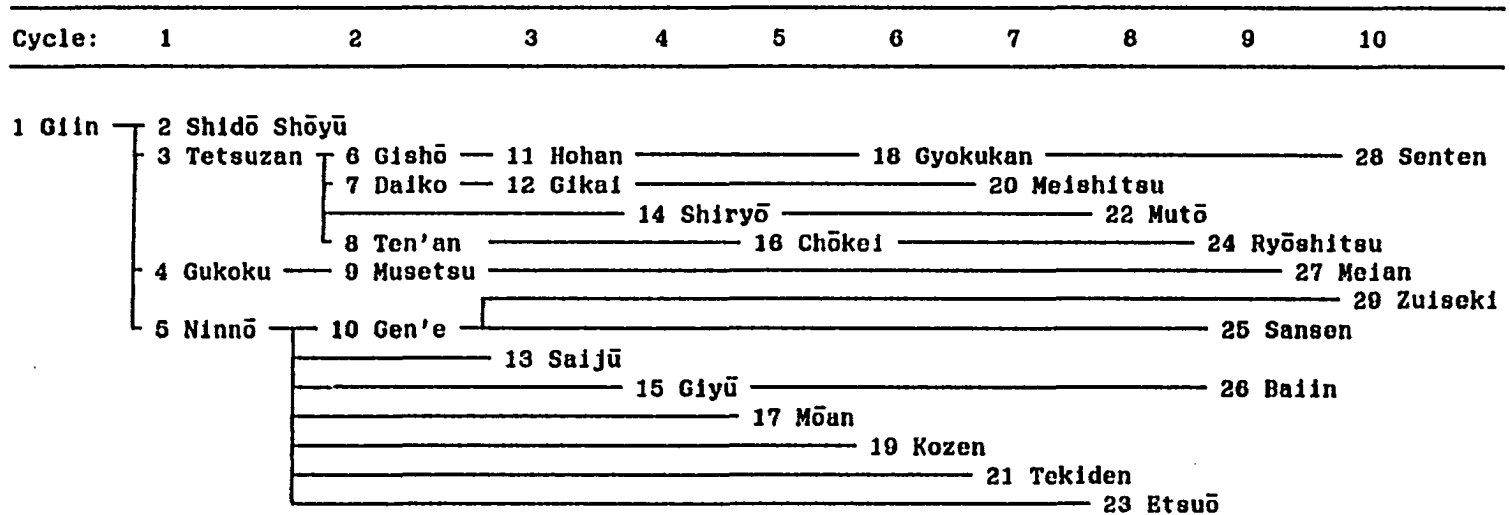 Cycle: 1 2 3 4 5 6 7 8 9 10
1 Giin 2 Shidō Shōyū
3 Tetsuzan 6 Gishō 11 Hohan 18 Gyokukan 28 Senten
7 Daiko 12 Gikai 20 Meishitsu
14 Shiryō 22 Mutō
8 Ten'an 16 Chōkei 24 Ryōshitsu
4 Gukoku 9 Musetsu 27 Meian
29 Zuiseki
5 Ninnō 10 Gen'e 25 Sansen
13 Saijū
15 Giyū 26 Baiin
17 Mōan
19 Kozen
21 Tekiden
23 Etsuō